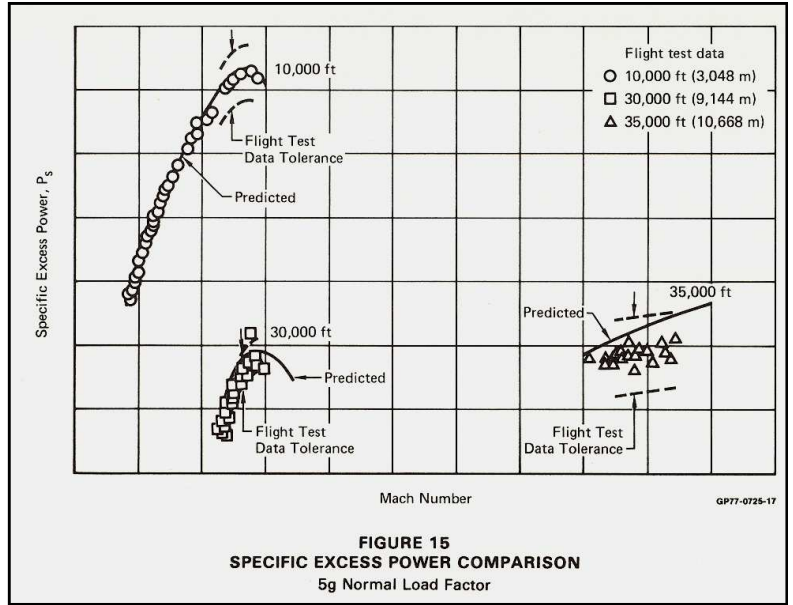 Flight test data
10,000 ft (3,048 m)
30,000 ft (9,144 m)
35,000 ft (10,668 m)
10,000 ft
Flight Test
Data Tolerance
Predicted
Specific Excess Power, Ps
30,000 ft
Predicted
Flight Test
Data Tolerance
35,000 ft
Predicted
Flight Test
Data Tolerance
Mach Number
GP77-0725-17
FIGURE 15
SPECIFIC EXCESS POWER COMPARISON
5g Normal Load Factor